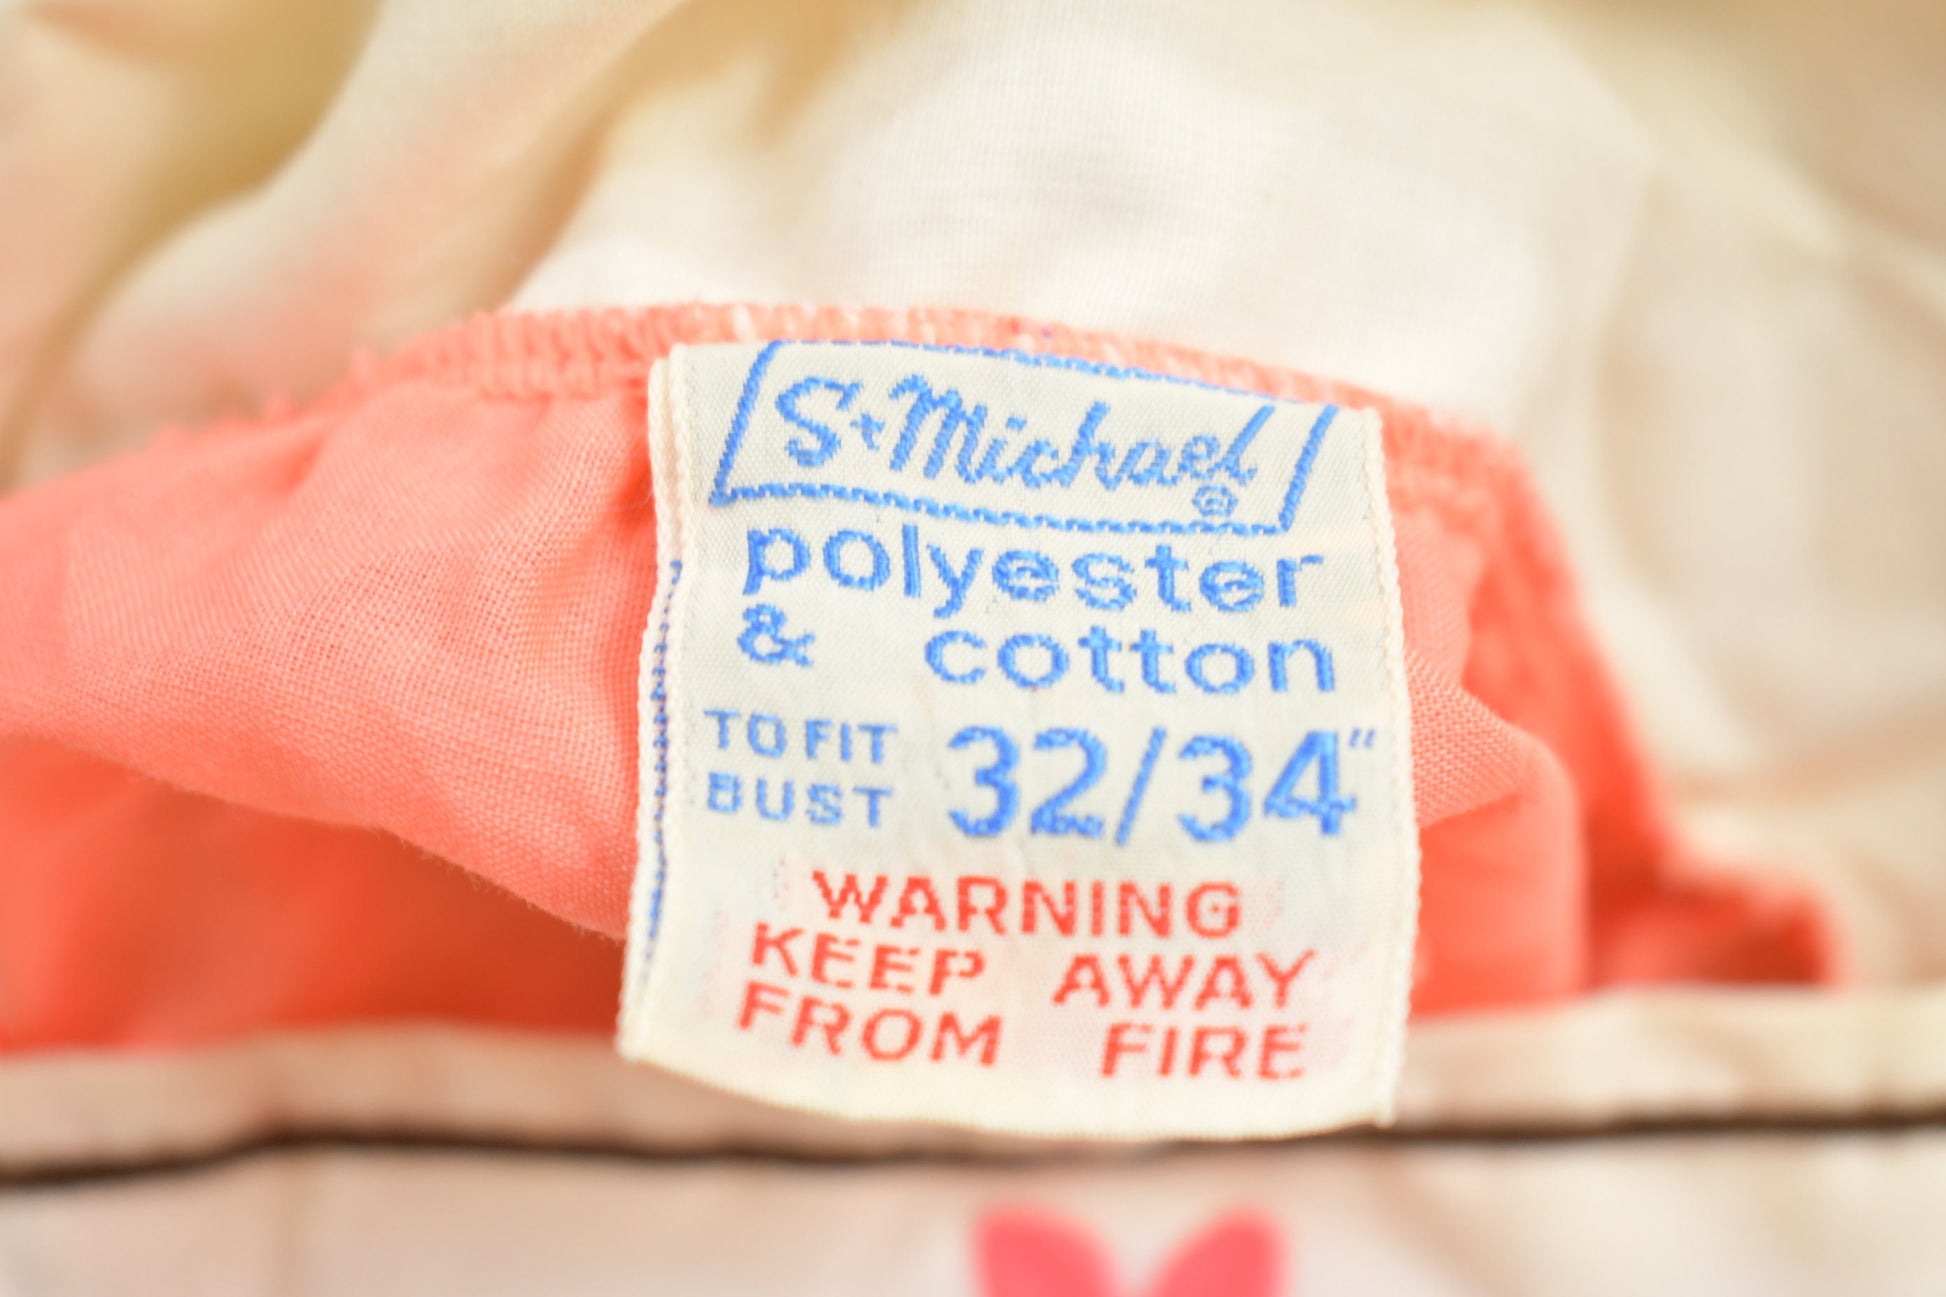 St Michael®
polyester
& cotton
TO FIT
BUST 32/34"
WARNING
KEEP AWAY
FROM FIRE